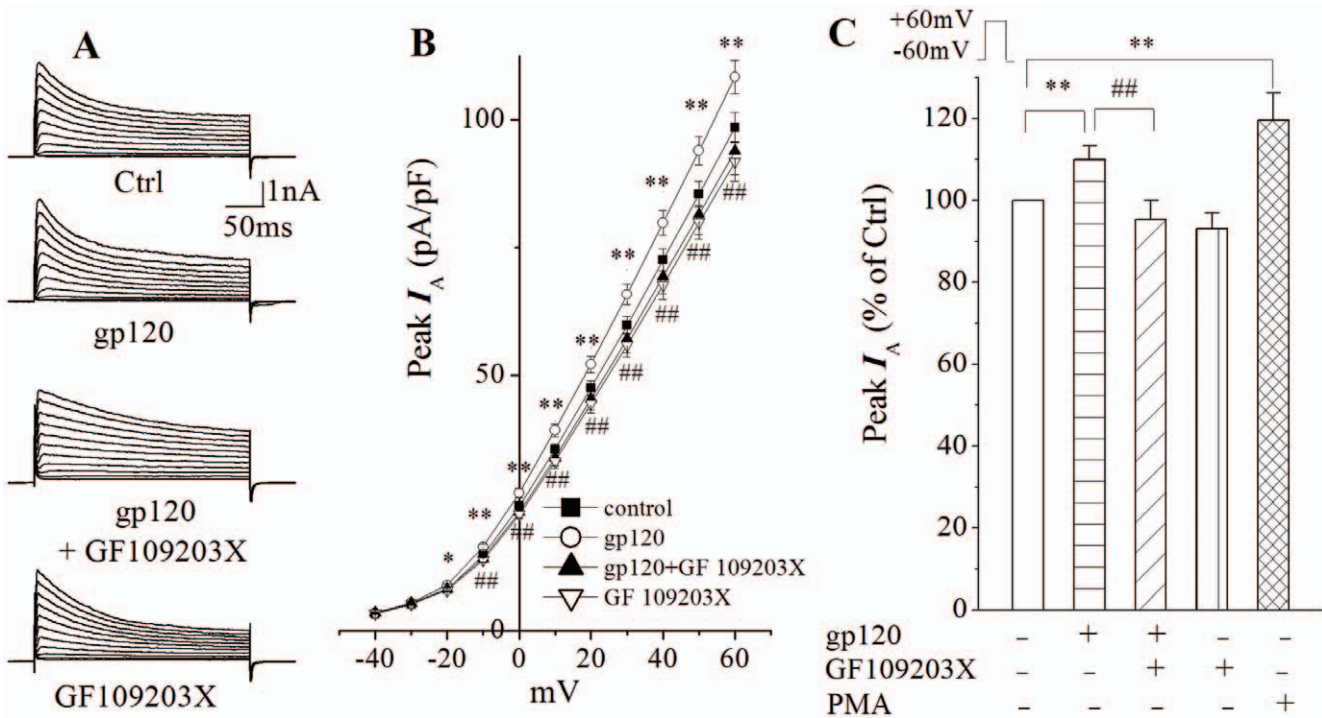 A
Ctrl
1nA
50ms
gp120
gp120
+ GF109203X
GF109203X
B
Peak I_A (pA/pF)
100
50
0
-40 -20 0 20 40 60
mV
* ** ** ** ** ** ** ** **
## ## ## ## ## ## ## ##
control
gp120
gp120+GF 109203X
GF 109203X
C
+60mV
-60mV
**
** ##
Peak I_A (% of Ctrl)
120
100
80
60
40
20
0
gp120 – + + – –
GF109203X – – + + –
PMA – – – – +